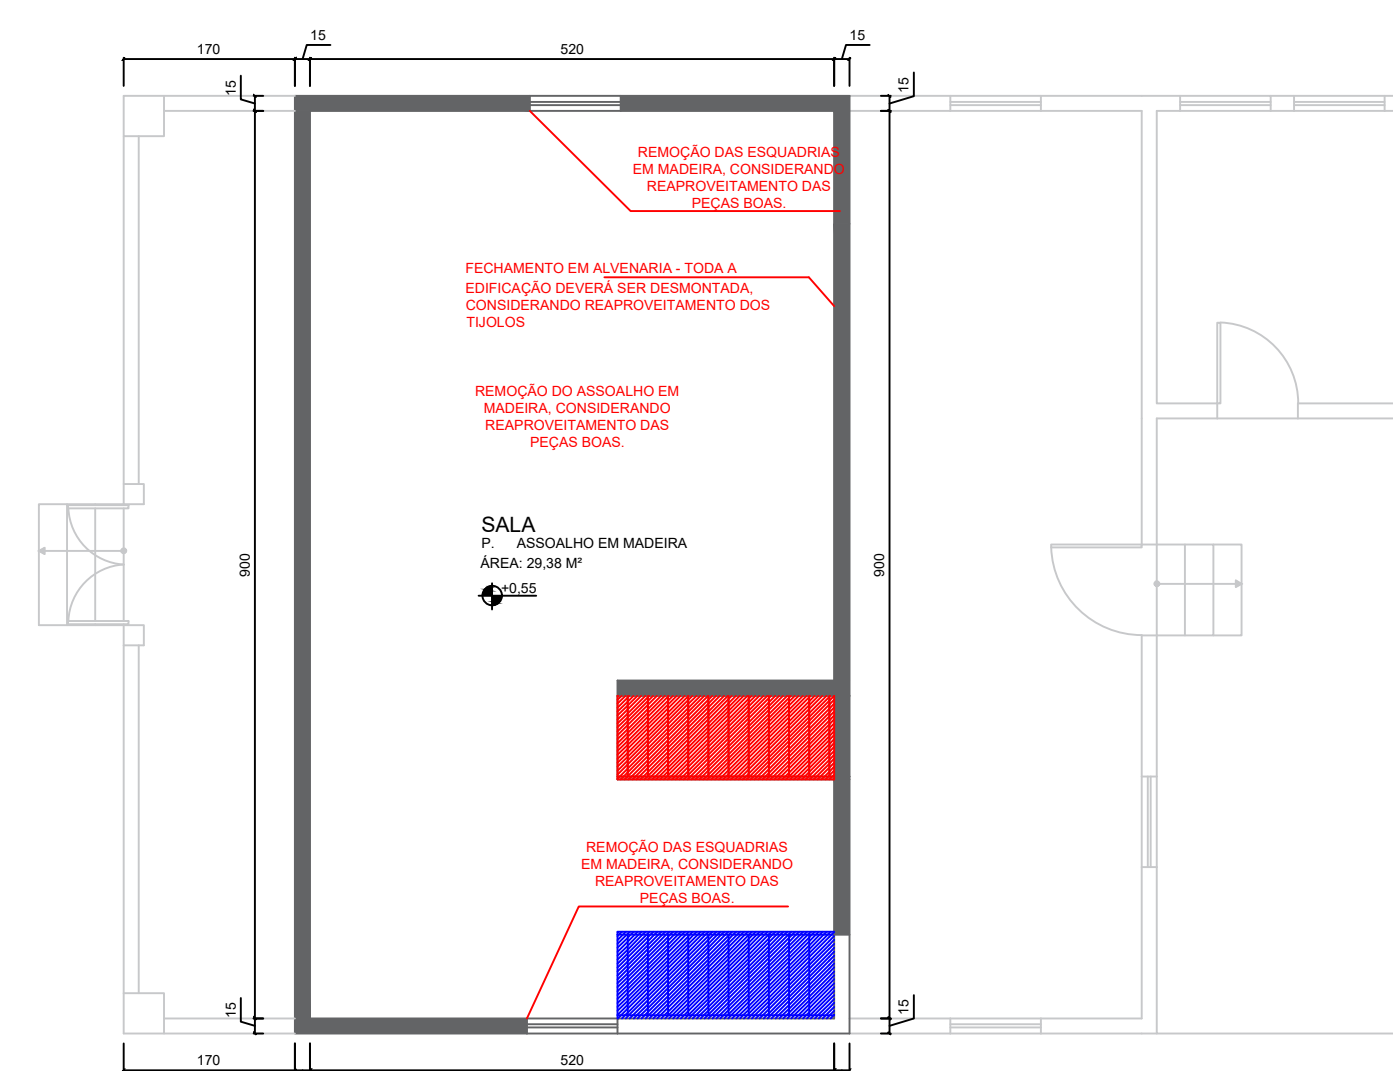 15
15
170
520
15
15
REMOÇÃO DAS ESQUADRIAS
EM MADEIRA, CONSIDERANDO
REAPROVEITAMENTO DAS
PEÇAS BOAS.
FECHAMENTO EM ALVENARIA - TODA A
EDIFICAÇÃO DEVERÁ SER DESMONTADA,
CONSIDERANDO REAPROVEITAMENTO DOS
TIJOLOS
REMOÇÃO DO ASSOALHO EM
MADEIRA, CONSIDERANDO
REAPROVEITAMENTO DAS
PEÇAS BOAS.
SALA
P. ASSOALHO EM MADEIRA
ÁREA: 29,38 M²
+0,55
900
900
REMOÇÃO DAS ESQUADRIAS
EM MADEIRA, CONSIDERANDO
REAPROVEITAMENTO DAS
PEÇAS BOAS.
15
15
170
520